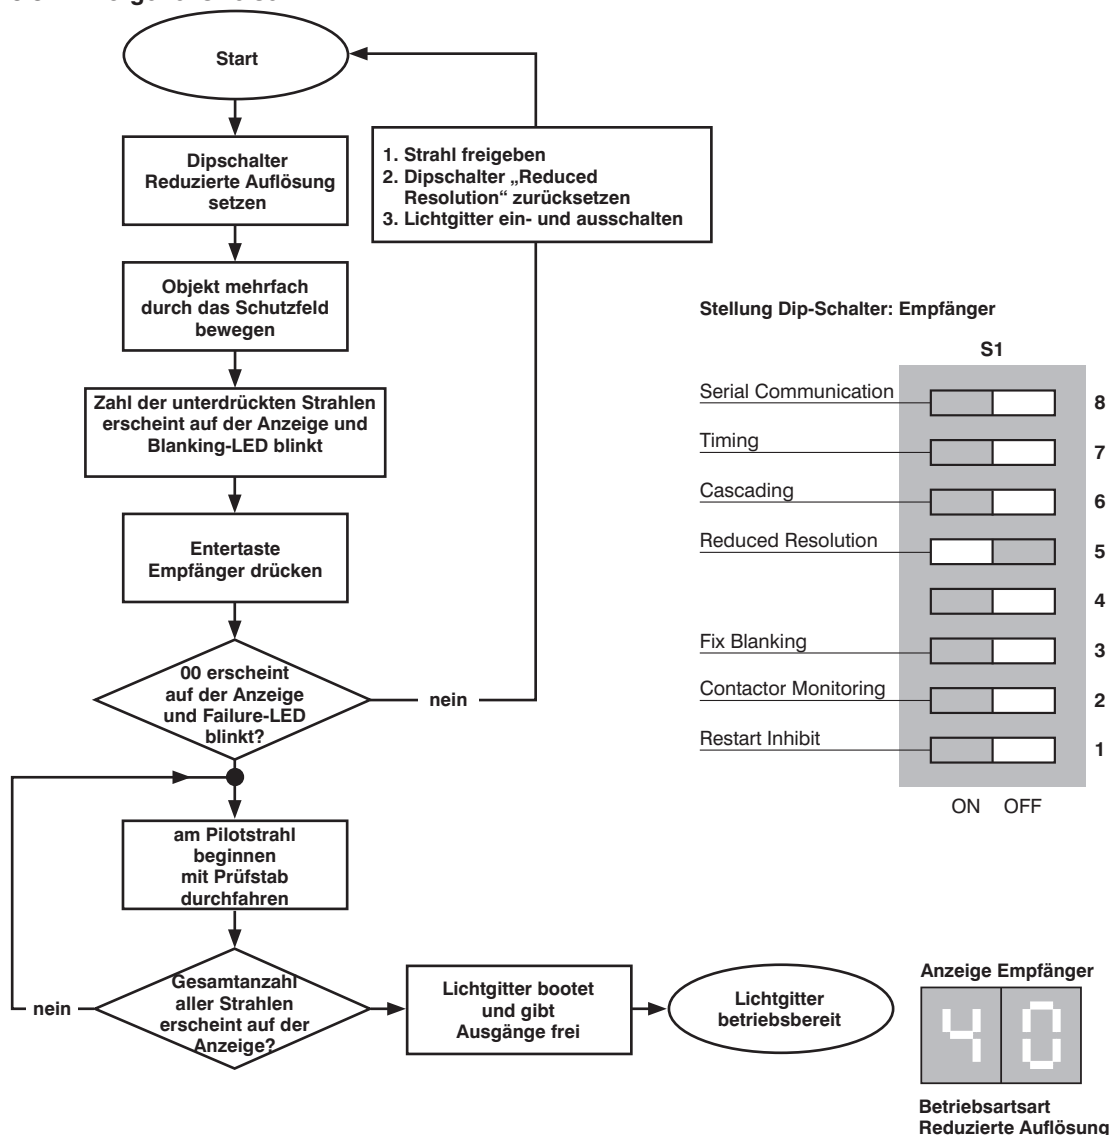 Start
Dipschalter
Reduzierte Auflösung
setzen
1. Strahl freigeben
2. Dipschalter „Reduced
Resolution“ zurücksetzen
3. Lichtgitter ein- und ausschalten
Objekt mehrfach
durch das Schutzfeld
bewegen
Zahl der unterdrückten Strahlen
erscheint auf der Anzeige und
Blanking-LED blinkt
Entertaste
Empfänger drücken
00 erscheint
auf der Anzeige
und Failure-LED
blinkt?
nein
am Pilotstrahl
beginnen
mit Prüfstab
durchfahren
Gesamtanzahl
aller Strahlen
erscheint auf der
Anzeige?
nein
Lichtgitter bootet
und gibt
Ausgänge frei
Lichtgitter
betriebsbereit
Stellung Dip-Schalter: Empfänger
S1
Serial Communication 8
Timing 7
Cascading 6
Reduced Resolution 5
4
Fix Blanking 3
Contactor Monitoring 2
Restart Inhibit 1
ON OFF
Anzeige Empfänger
40
Betriebsartsart
Reduzierte Auflösung